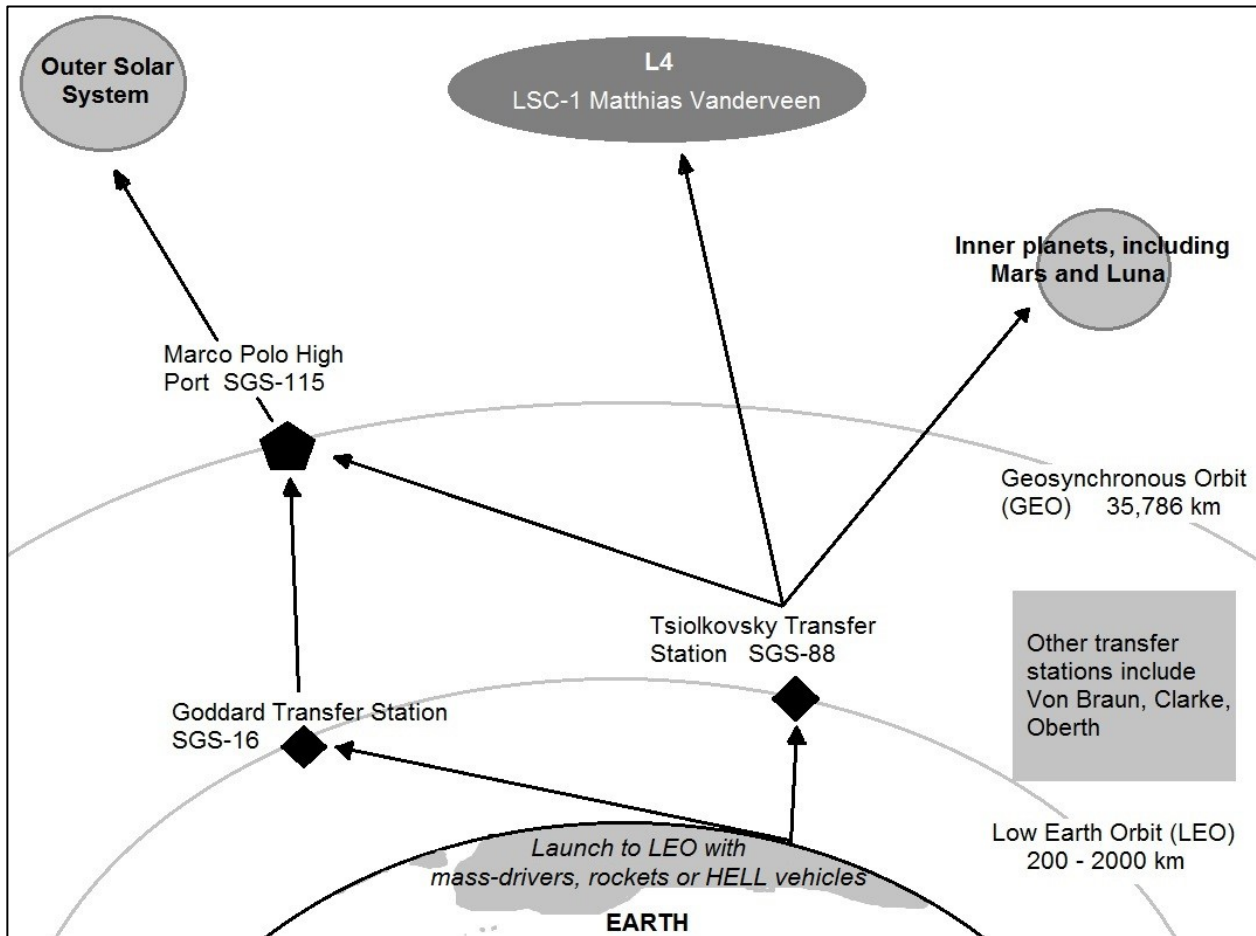 Outer Solar
System
L4
LSC-1 Matthias Vanderveen
Inner planets, including
Mars and Luna
Marco Polo High
Port SGS-115
Geosynchronous Orbit
(GEO) 35,786 km
Tsiolkovsky Transfer
Station SGS-88
Other transfer
stations include
Von Braun, Clarke,
Oberth
Goddard Transfer Station
SGS-16
Low Earth Orbit (LEO)
200 - 2000 km
Launch to LEO with
mass-drivers, rockets or HELL vehicles
EARTH